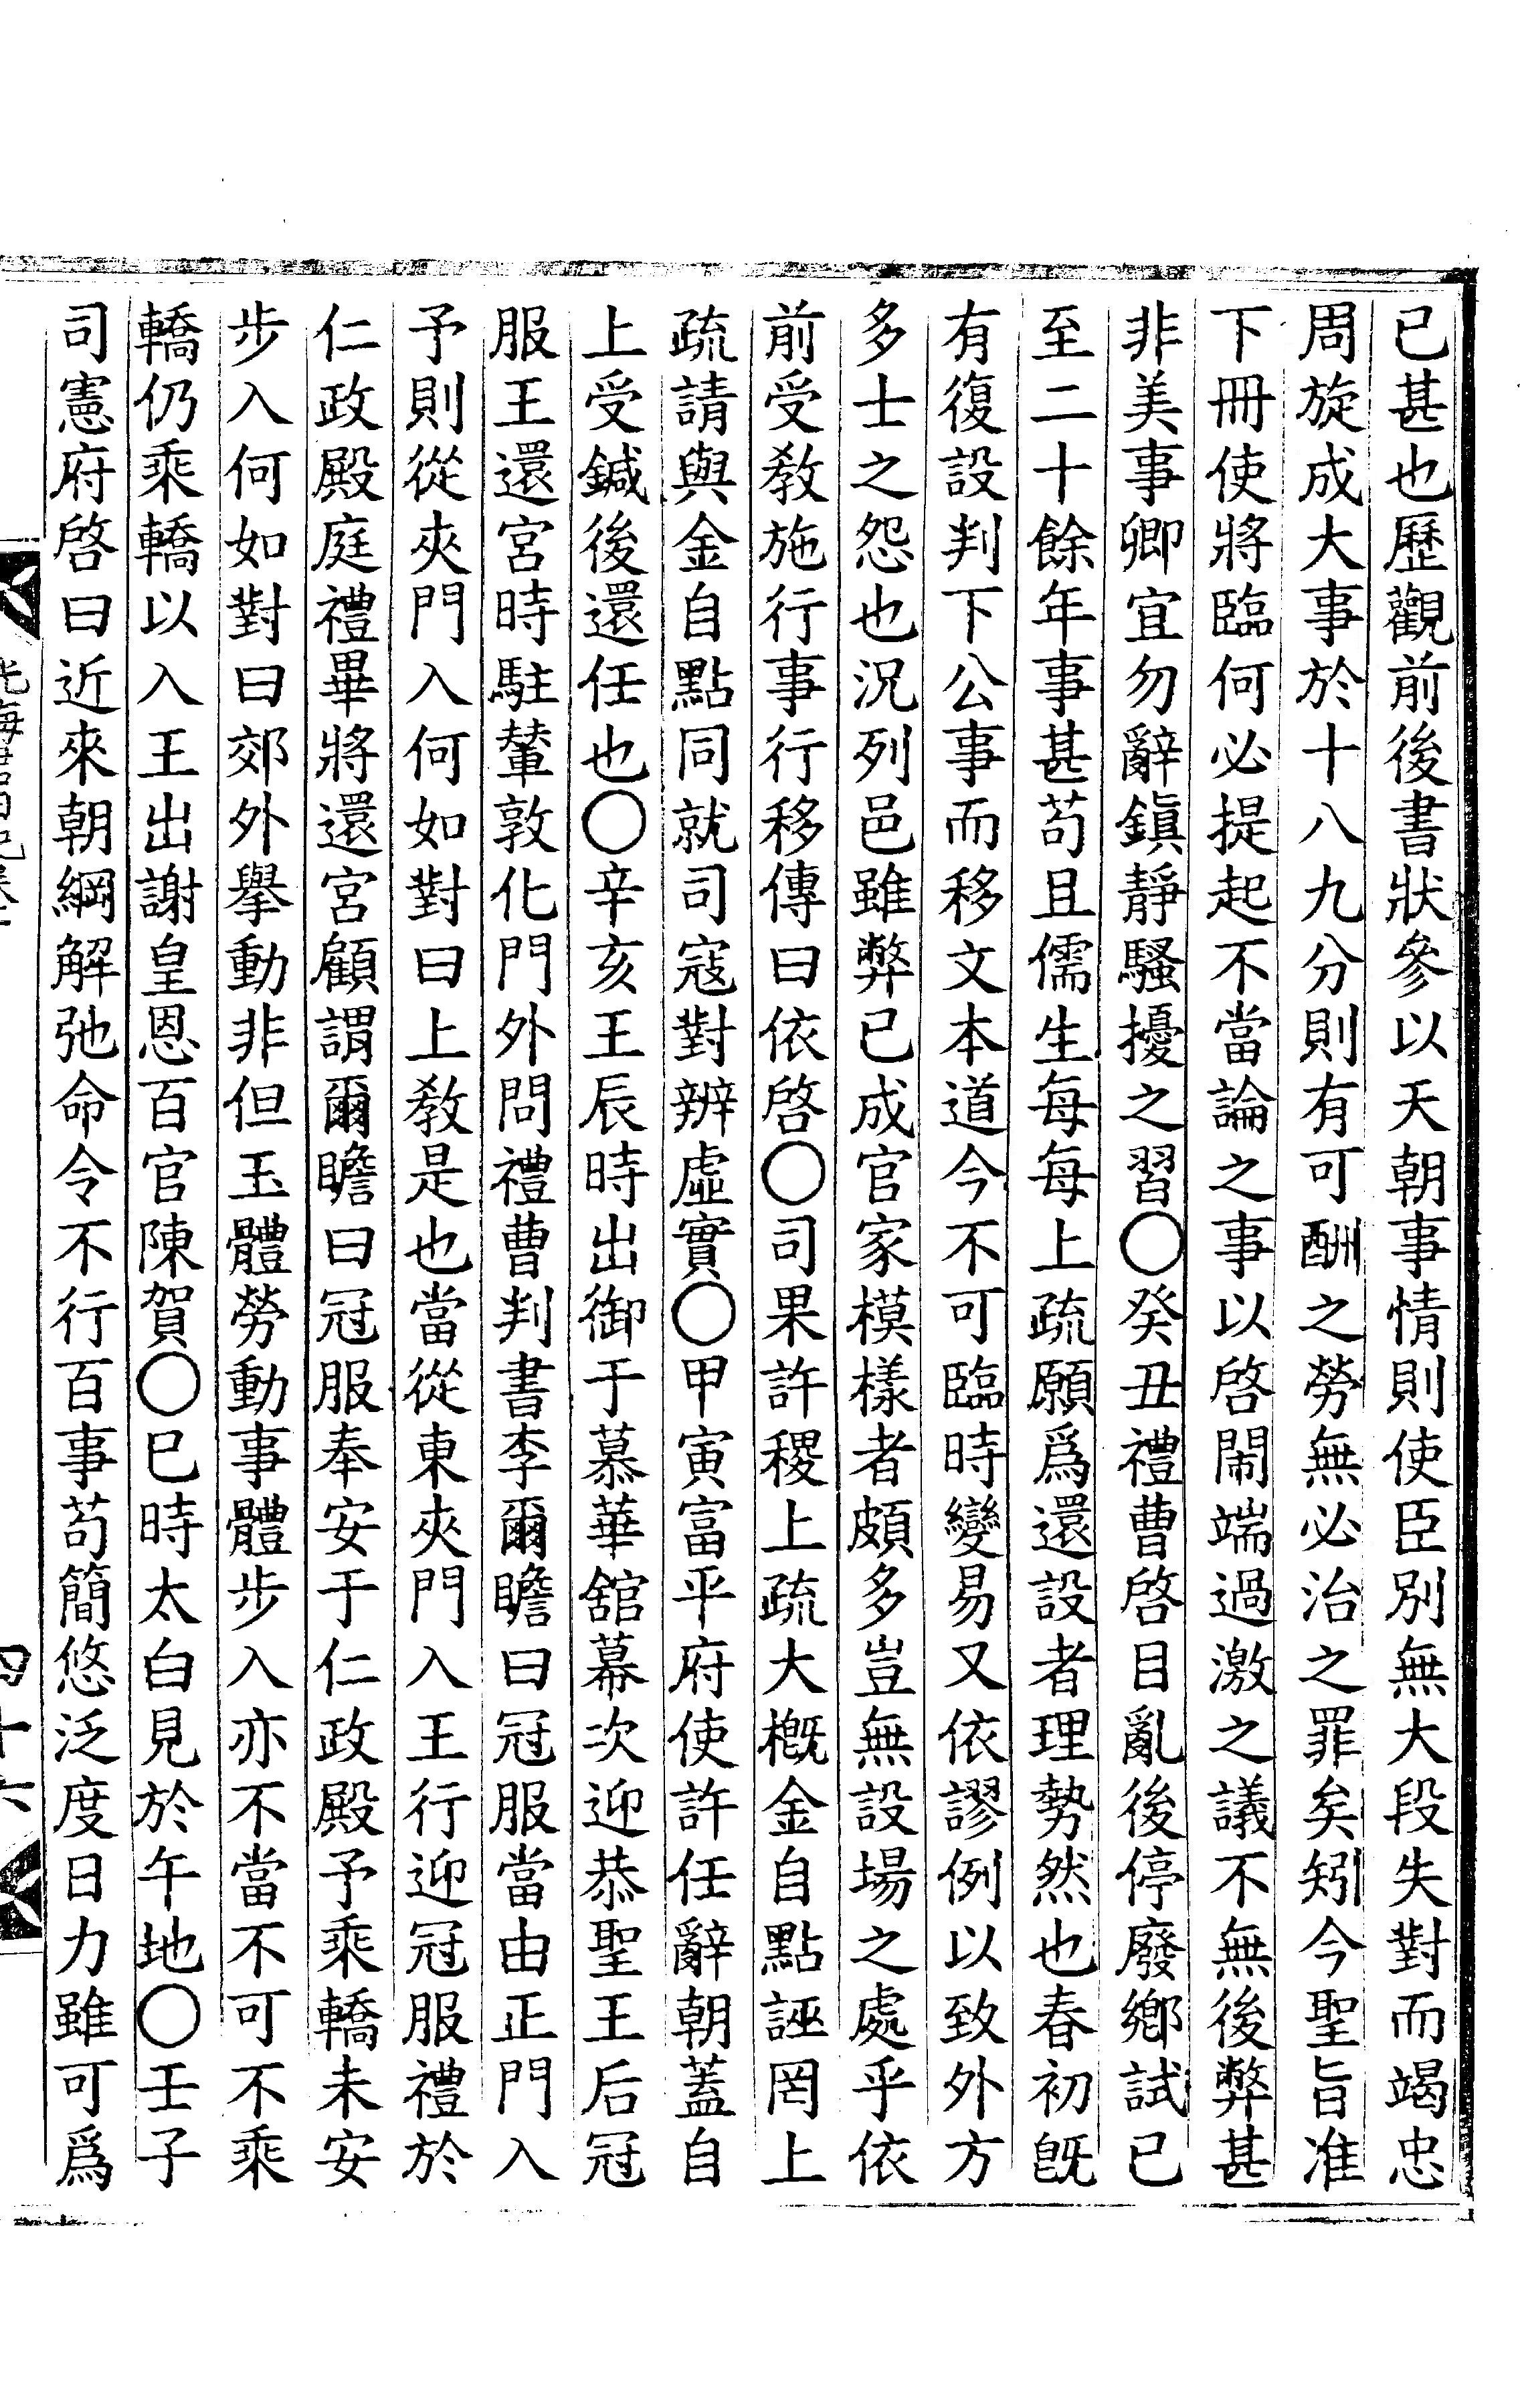 已甚也歷觀前後書狀參以天朝事情則使臣別無大段失對而竭忠
周旋成大事於十八九分則有可酬之勞無必治之罪矣矧今聖旨准
下冊使將臨何必提起不當論之事以啓閙端過激之議不無後弊甚
非美事卿宜勿辭鎭靜騷擾之習○癸丑禮曹啓目亂後停廢鄕試已
至二十餘年事甚苟且儒生每每上疏願爲還設者理勢然也春初旣
有復設判下公事而移文本道今不可臨時變易又依謬例以致外方
多士之怨也況列邑雖弊已成官家模樣者頗多豈無設場之處乎依
前受敎施行事行移傳曰依啓○司果許稷上疏大槪金自點誣罔上
疏請與金自點同就司寇對辨虛實○甲寅富平府使許任辭朝蓋自
上受鍼後還任也○辛亥王辰時出御于慕華舘幕次迎恭聖王后冠
服王還宮時駐輦敦化門外問禮曹判書李爾瞻曰冠服當由正門入
予則從夾門入何如對曰上敎是也當從東夾門入王行迎冠服禮於
仁政殿庭禮畢將還宮顧謂爾瞻曰冠服奉安于仁政殿予乘轎未安
步入何如對曰郊外擧動非但玉體勞動事體步入亦不當不可不乘
轎仍乘轎以入王出謝皇恩百官陳賀○巳時太白見於午地○壬子
司憲府啓曰近來朝綱解弛命令不行百事苟簡悠泛度日力雖可爲
四十六